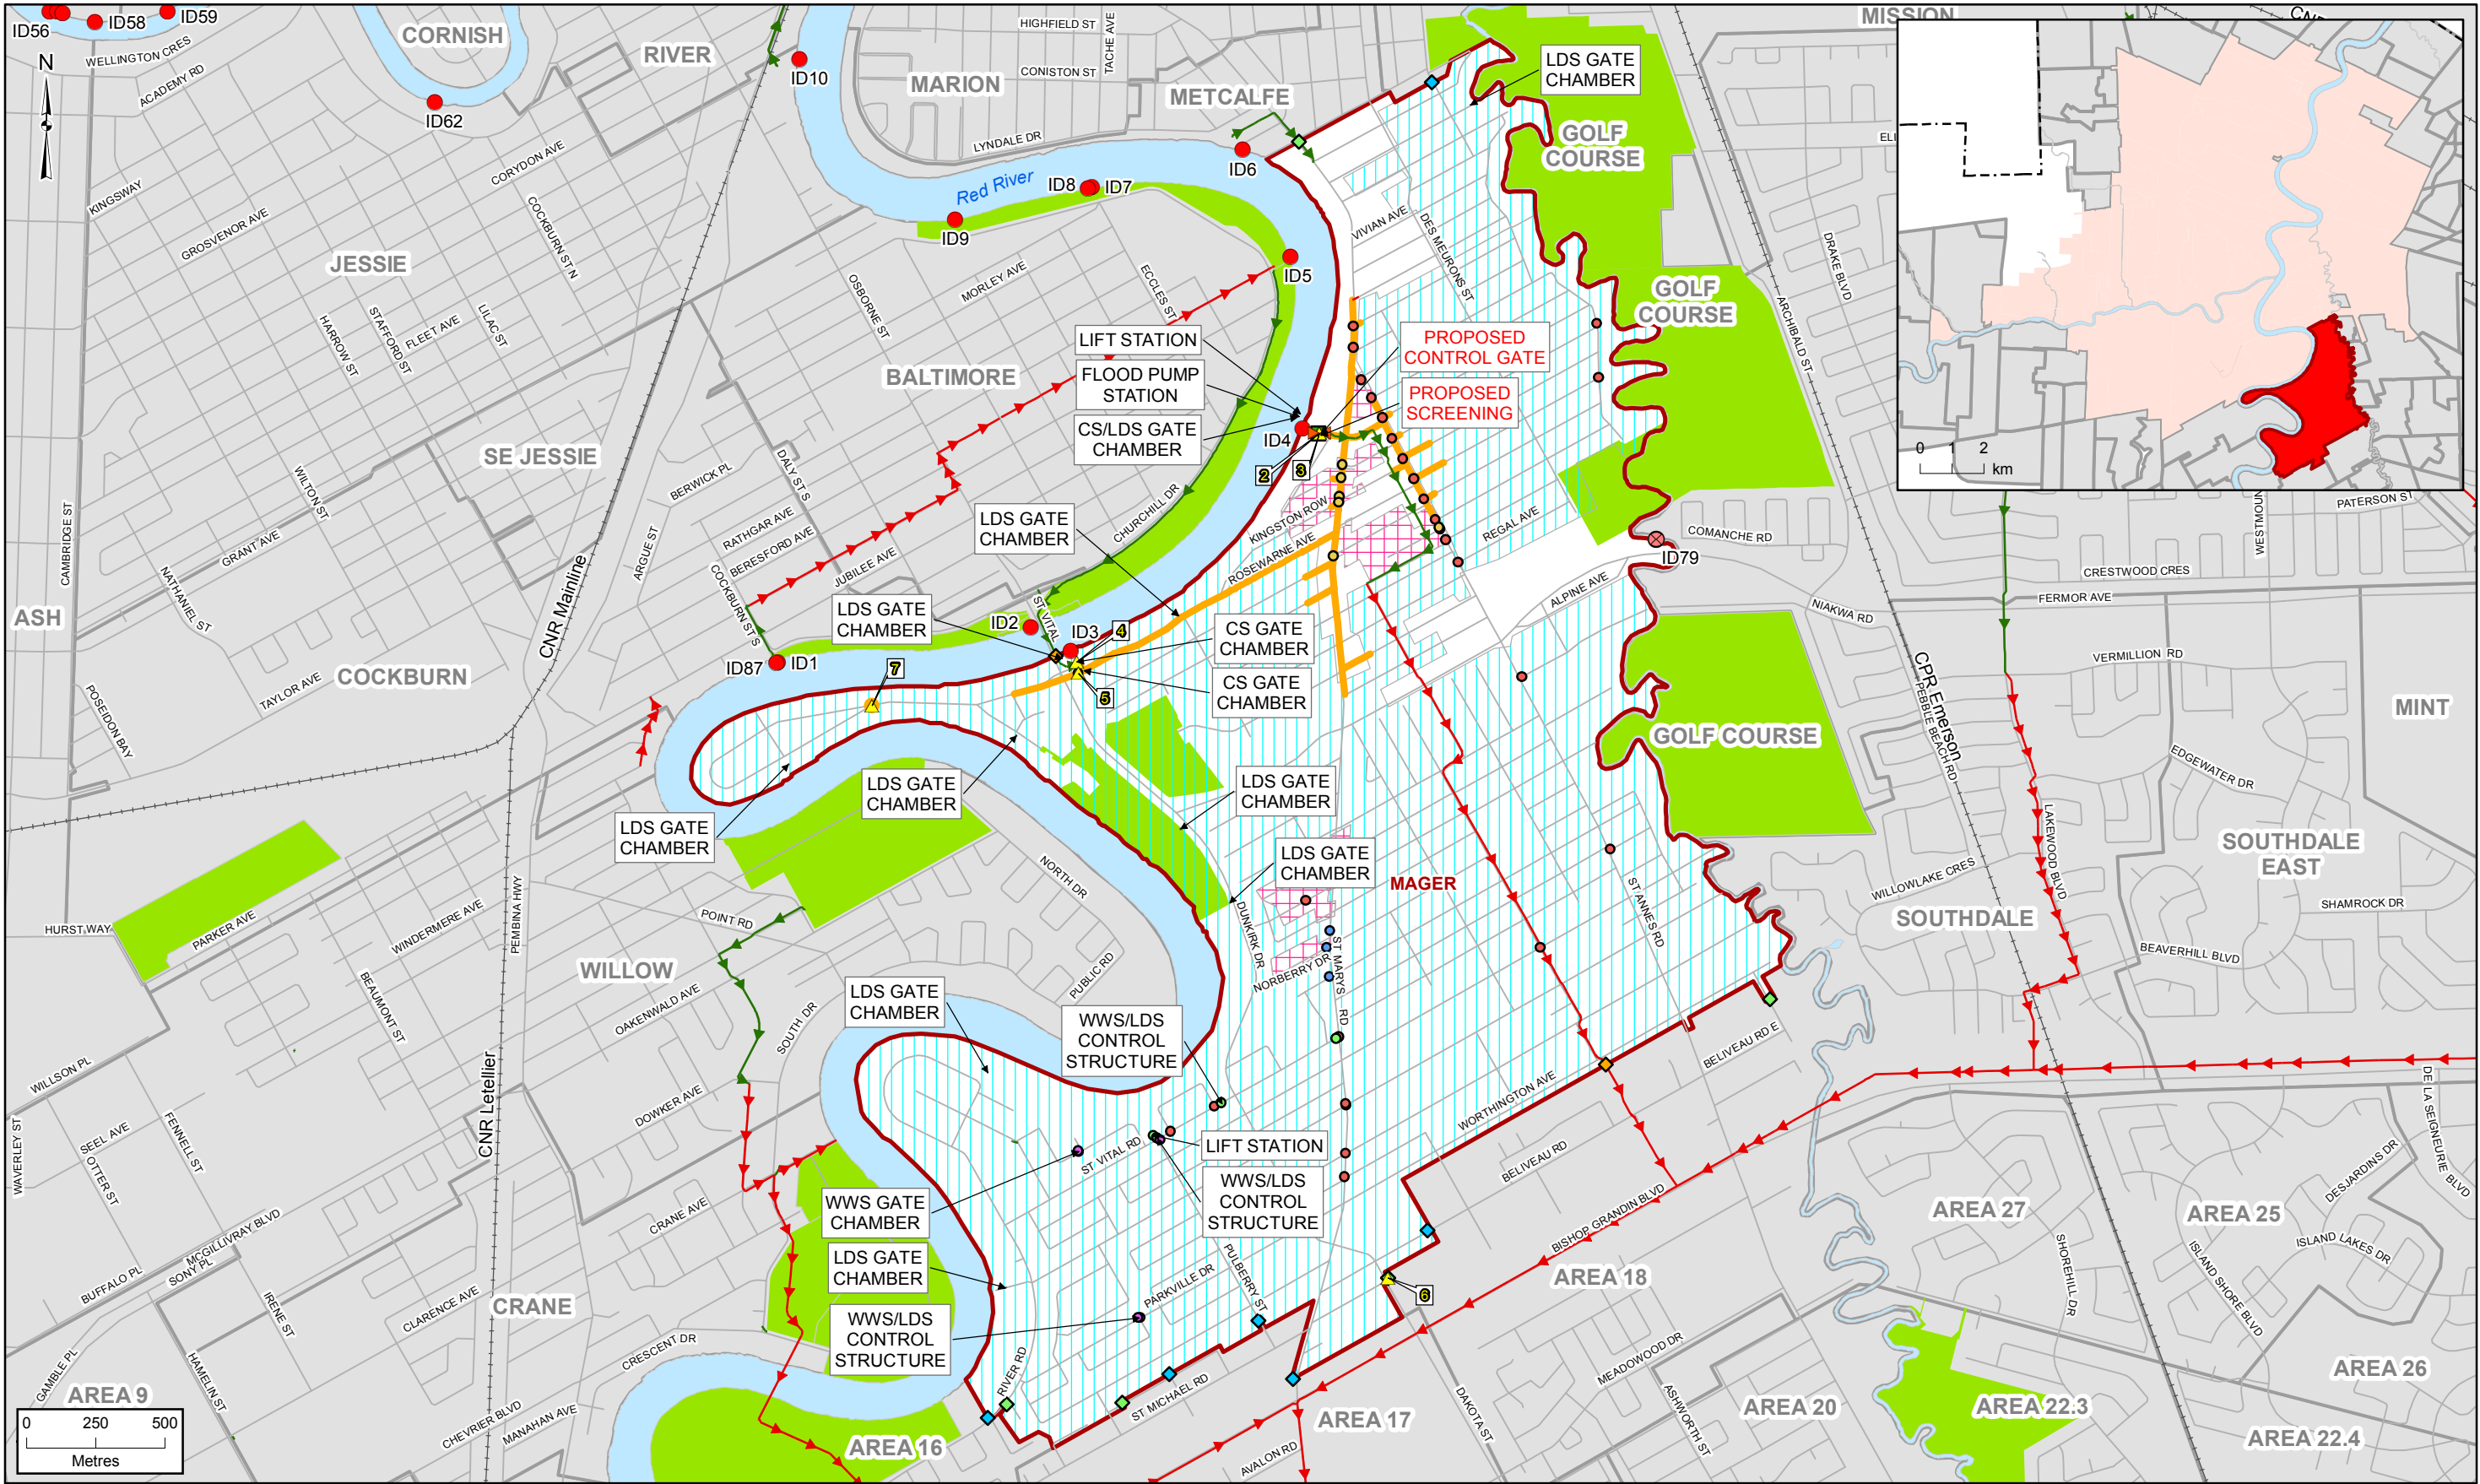 ID56
ID58
ID59
WELLINGTON CRES
ACADEMY RD
CORNISH
RIVER
ID10
HIGHFIELD ST
TACHE AVE
CONISTON ST
MARION
METCALFE
LYNDALE DR
MISSION
LDS GATE
CHAMBER
GOLF
COURSE
N
ID62
CORYDON AVE
KINGSWAY
GROSVENOR AVE
COCKBURN ST N
JESSIE
Red River
ID6
ID8
ID7
ID9
ID5
VIVIAN AVE
DES MEURONS ST
DRAKE BLVD
ELI
GOLF
COURSE
ARCHIBALD ST
0 1 2
km
HARROW ST
STAFFORD ST
FLEET AVE
LILAC ST
OSBORNE ST
MORLEY AVE
ECCLES ST
BALTIMORE
LIFT STATION
FLOOD PUMP
STATION
CS/LDS GATE
CHAMBER
PROPOSED
CONTROL GATE
PROPOSED
SCREENING
ID4
2
3
SE JESSIE
WILTON ST
BERWICK PL
DALY ST S
CHURCHILL DR
LDS GATE
CHAMBER
KINGSTON ROW
ROSEWARNE AVE
REGAL AVE
COMANCHE RD
ID79
PATERSON ST
CRESTWOOD CRES
FERMOR AVE
CAMBRIDGE ST
GRANT AVE
NATHANIEL ST
ARGUE ST
RATHGAR AVE
BERESFORD AVE
JUBILEE AVE
COCKBURN ST S
CNR Mainline
ASH
LDS GATE
CHAMBER
ST VITAL
ID2
ID3
4
CS GATE
CHAMBER
CS GATE
CHAMBER
5
ALPINE AVE
NIAKWA RD
VERMILLION RD
COCKBURN
ID87
ID1
7
TAYLOR AVE
POSEIDON BAY
CPR Emerson
PEBBLE BEACH RD
MINT
GOLF COURSE
EDGEWATER DR
LDS GATE
CHAMBER
LDS GATE
CHAMBER
LDS GATE
CHAMBER
LDS GATE
CHAMBER
MAGER
LAKEWOOD BLVD
SOUTHDALE
EAST
WILLOWLAKE CRES
SOUTHDALE
SHAMROCK DR
BEAVERHILL BLVD
HURST WAY
PARKER AVE
WINDERMERE AVE
PEMBINA HWY
POINT RD
NORTH DR
DUNKIRK DR
ST ANNES RD
ST MARYS RD
NORBERRY DR
WILLOW
BEAUMONT ST
OAKENWALD AVE
PUBLIC RD
SOUTH DR
LDS GATE
CHAMBER
WWS/LDS
CONTROL
STRUCTURE
WILLSON PL
DOWKER AVE
CNR Letellier
BELIVEAU RD E
WORTHINGTON AVE
DE LA SEIGNEURIE BLVD
WAVERLEY ST
SEEL AVE
FENNELL ST
OTTER ST
ST VITAL RD
LIFT STATION
WWS/LDS
CONTROL
STRUCTURE
BELIVEAU RD
BISHOP GRANDIN BLVD
DESJARDINS DR
AREA 27
AREA 25
WWS GATE
CHAMBER
CRANE AVE
MCGILLIVRAY BLVD
SONY PL
BUFFALO PL
IRENE ST
CLARENCE AVE
CRANE
LDS GATE
CHAMBER
WWS/LDS
CONTROL
STRUCTURE
PARKVILLE DR
PULBERRY ST
6
AREA 18
SHOREHILL DR
ISLAND LAKES DR
ISLAND SHORE BLVD
CRESCENT DR
GAMBLE PL
HAMELIN ST
RIVER RD
ST MICHAEL RD
MEADOWOOD DR
ASHWORTH ST
DAKOTA ST
AREA 9
AREA 26
AREA 22.3
AREA 20
AREA 17
AREA 16
AREA 22.4
CHEVRIER BLVD
MANAHAN AVE
AVALON RD
0 250 500
Metres